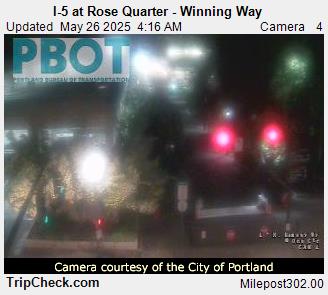 I-5 at Rose Quarter - Winning Way
Updated May 26 2025 4:16 AM Camera 4
PBOT
PORTLAND BUREAU OF TRANSPORTATION
Camera courtesy of the City of Portland
TripCheck.com Milepost302.00